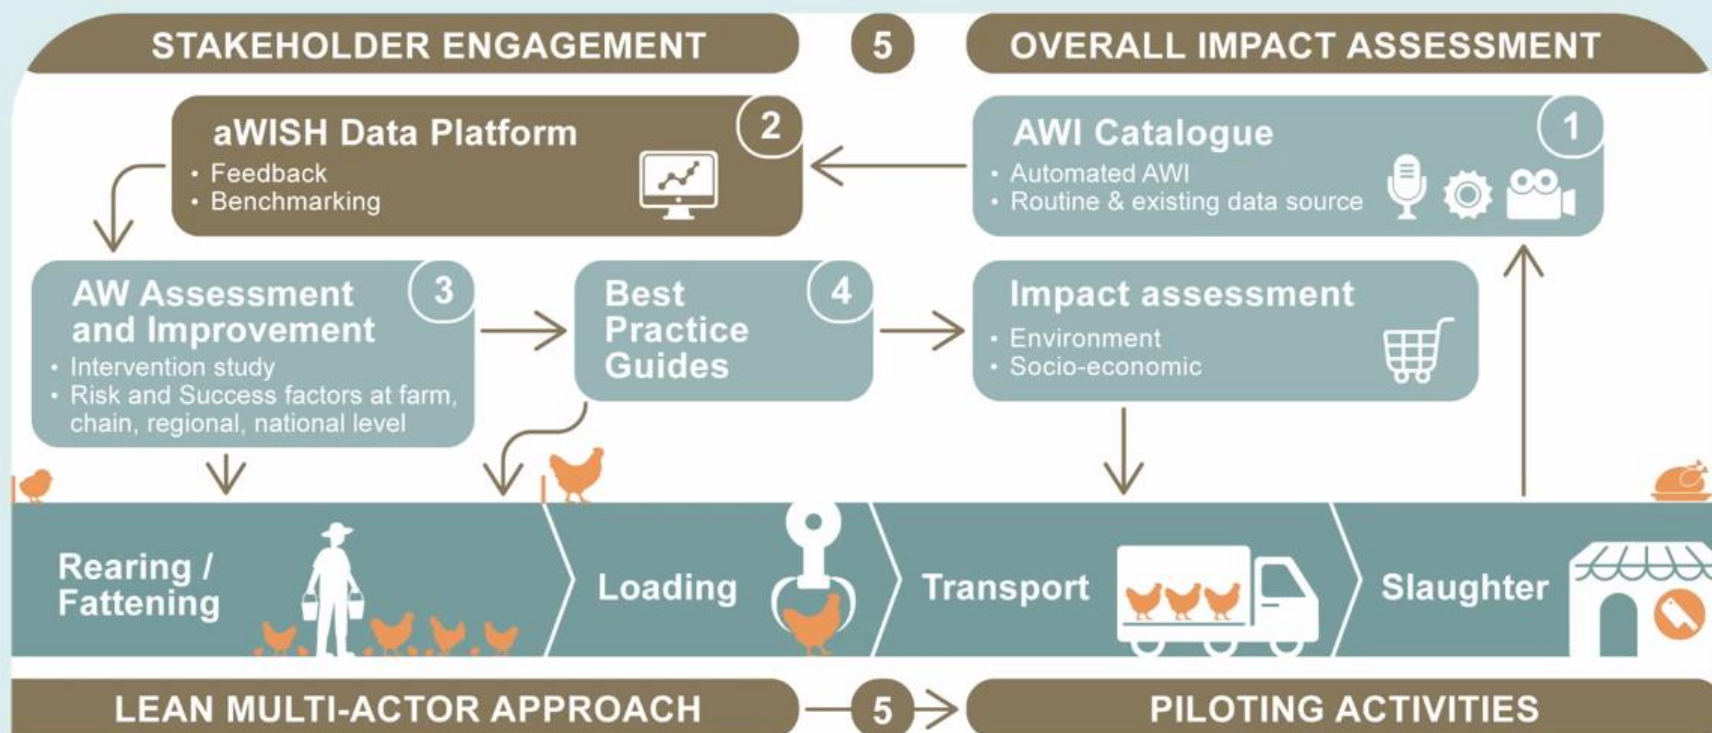 STAKEHOLDER ENGAGEMENT
5
OVERALL IMPACT ASSESSMENT
aWISH Data Platform
2
• Feedback
• Benchmarking
AWI Catalogue
1
• Automated AWI
• Routine & existing data source
AW Assessment
and Improvement
3
• Intervention study
• Risk and Success factors at farm,
chain, regional, national level
Best
Practice
Guides
4
Impact assessment
• Environment
• Socio-economic
Rearing /
Fattening
Loading
Transport
Slaughter
LEAN MULTI-ACTOR APPROACH
5
PILOTING ACTIVITIES